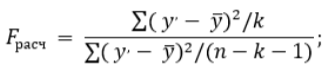 F_расч = Σ(y' − ȳ)²/k / Σ(y' − ȳ)²/(n − k − 1);